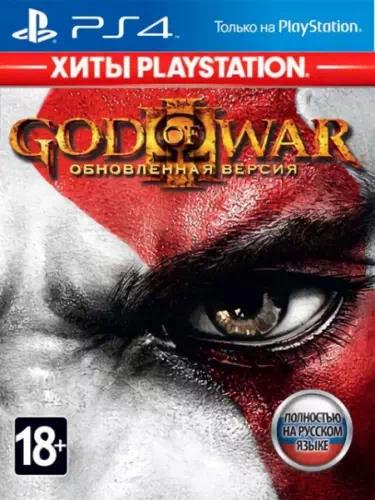 PS4
Только на PlayStation®
ХИТЫ PLAYSTATION®
GOD OF WAR
III
ОБНОВЛЕННАЯ ВЕРСИЯ
18+
ПОЛНОСТЬЮ
НА РУССКОМ
ЯЗЫКЕ